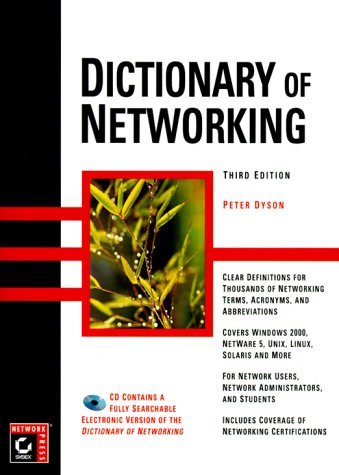 DICTIONARY OF
NETWORKING
THIRD EDITION
PETER DYSON
CLEAR DEFINITIONS FOR
THOUSANDS OF NETWORKING
TERMS, ACRONYMS, AND
ABBREVIATIONS
COVERS WINDOWS 2000,
NETWARE 5, UNIX, LINUX,
SOLARIS AND MORE
FOR NETWORK USERS,
NETWORK ADMINISTRATORS,
AND STUDENTS
INCLUDES COVERAGE OF
NETWORKING CERTIFICATIONS
CD CONTAINS A
FULLY SEARCHABLE
ELECTRONIC VERSION OF THE
DICTIONARY OF NETWORKING
NETWORK PRESS
SYBEX